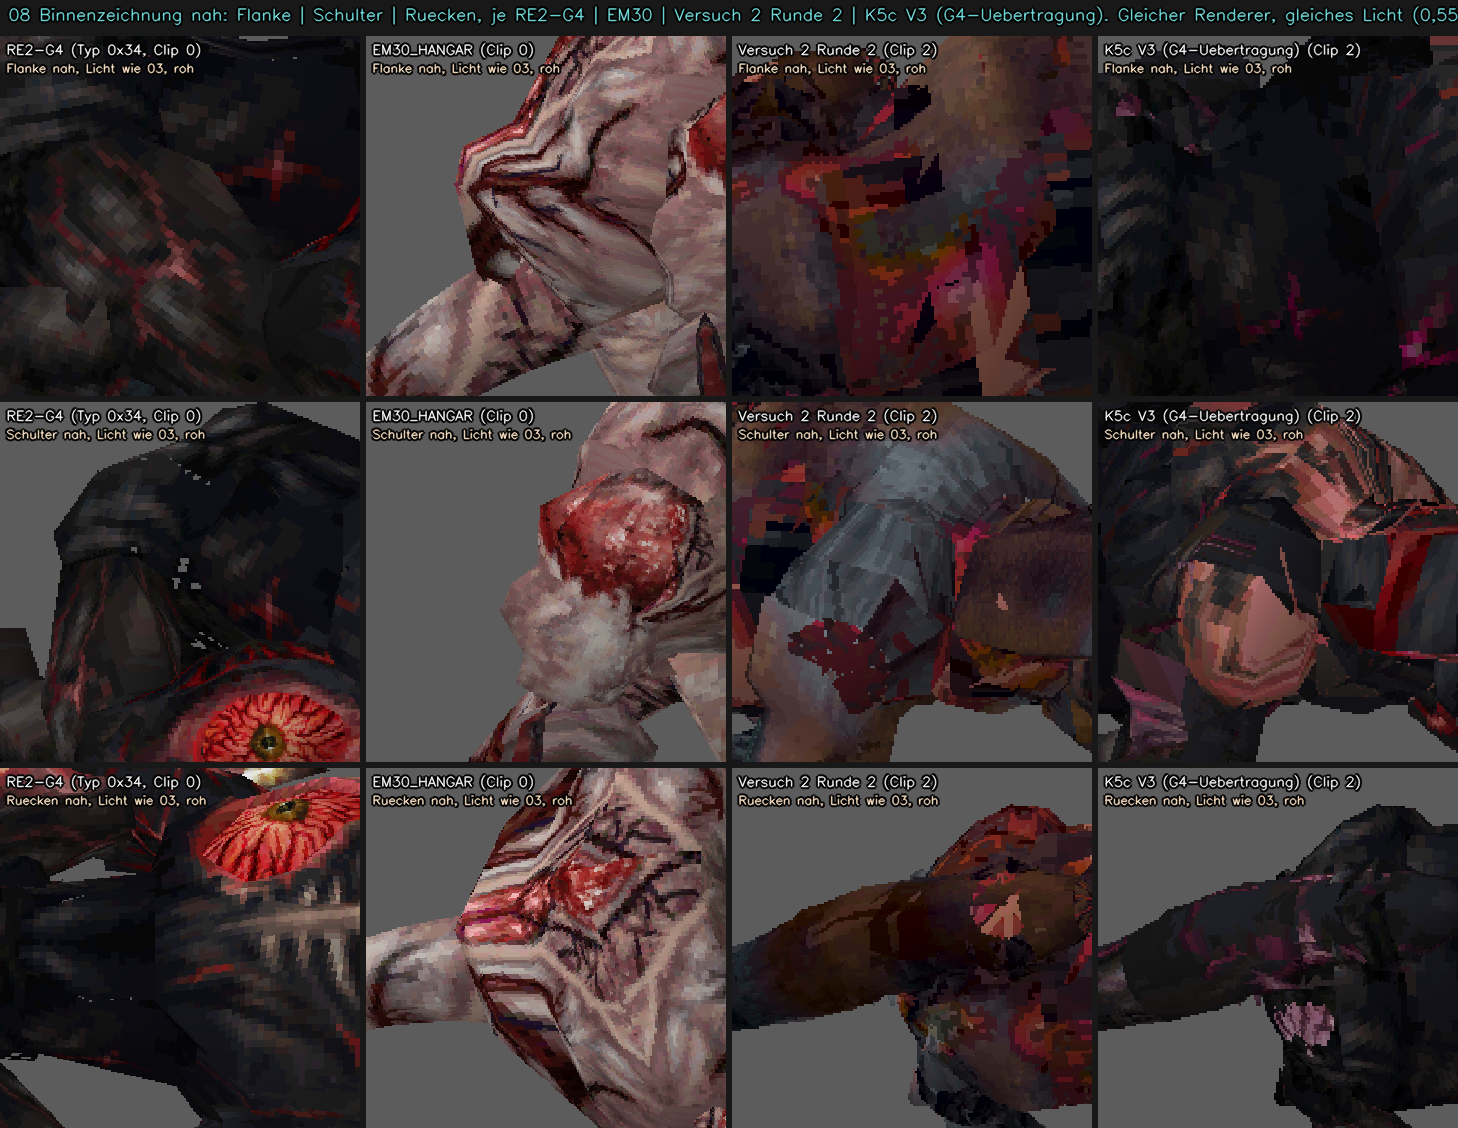 08 Binnenzeichnung nah: Flanke | Schulter | Ruecken, je RE2-G4 | EM30 | Versuch 2 Runde 2 | K5c V3 (G4-Uebertragung). Gleicher Renderer, gleiches Licht (0,55
RE2-G4 (Typ 0x34, Clip 0)
Flanke nah, Licht wie 03, roh
EM30_HANGAR (Clip 0)
Flanke nah, Licht wie 03, roh
Versuch 2 Runde 2 (Clip 2)
Flanke nah, Licht wie 03, roh
K5c V3 (G4-Uebertragung) (Clip 2)
Flanke nah, Licht wie 03, roh
RE2-G4 (Typ 0x34, Clip 0)
Schulter nah, Licht wie 03, roh
EM30_HANGAR (Clip 0)
Schulter nah, Licht wie 03, roh
Versuch 2 Runde 2 (Clip 2)
Schulter nah, Licht wie 03, roh
K5c V3 (G4-Uebertragung) (Clip 2)
Schulter nah, Licht wie 03, roh
RE2-G4 (Typ 0x34, Clip 0)
Ruecken nah, Licht wie 03, roh
EM30_HANGAR (Clip 0)
Ruecken nah, Licht wie 03, roh
Versuch 2 Runde 2 (Clip 2)
Ruecken nah, Licht wie 03, roh
K5c V3 (G4-Uebertragung) (Clip 2)
Ruecken nah, Licht wie 03, roh